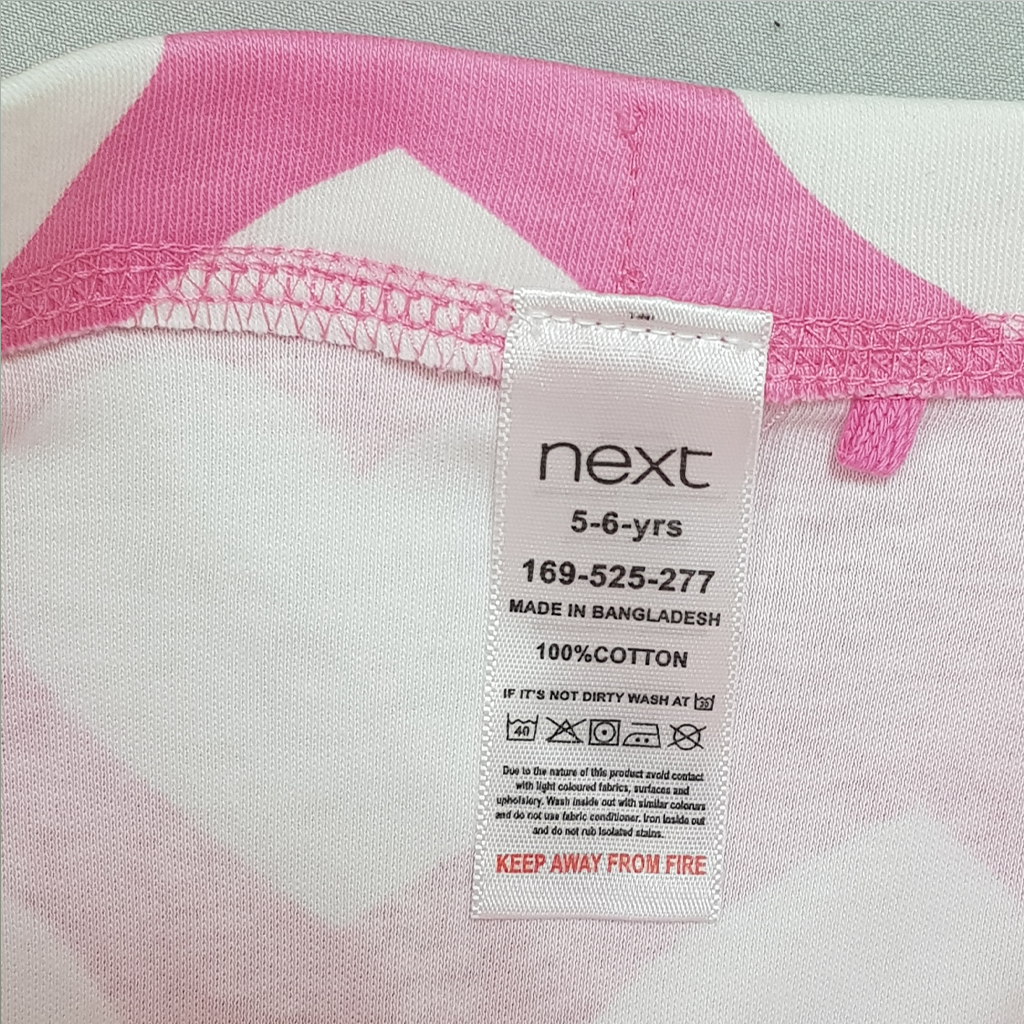 next
5-6-yrs
169-525-277
MADE IN BANGLADESH
100%COTTON
IF IT'S NOT DIRTY WASH AT 30
40
Due to the nature of this product avoid contact
with light coloured fabrics, surfaces and
upholstery. Wash inside out with similar colours
and do not use fabric conditioner. Iron inside out
and do not rub isolated stains.
KEEP AWAY FROM FIRE